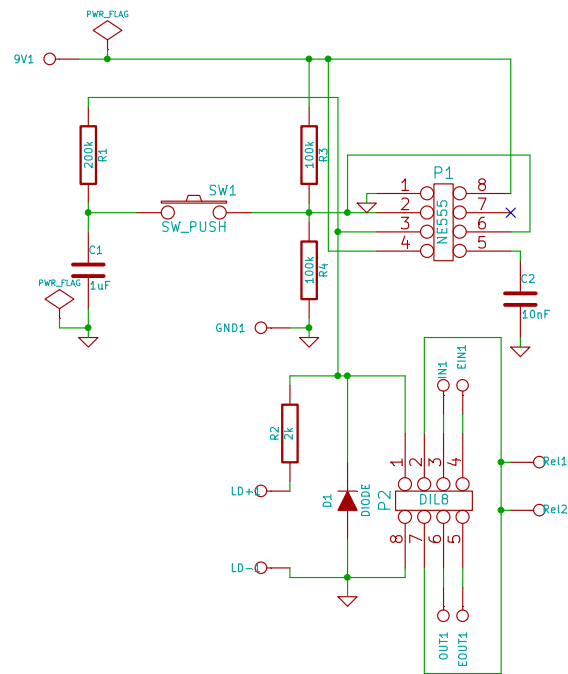 PWR_FLAG
9V1
200k
R1
100k
R3
P1
SW1
SW_PUSH
1
2
3
4
NE555
8
7
6
5
C1
1uF
PWR_FLAG
100k
R4
C2
10nF
GND1
IN1
EIN1
R2
2k
1
2
3
4
Rel1
LD+1
D1
DIODE
P2
DIL8
Rel2
8
7
6
5
LD-1
OUT1
EOUT1